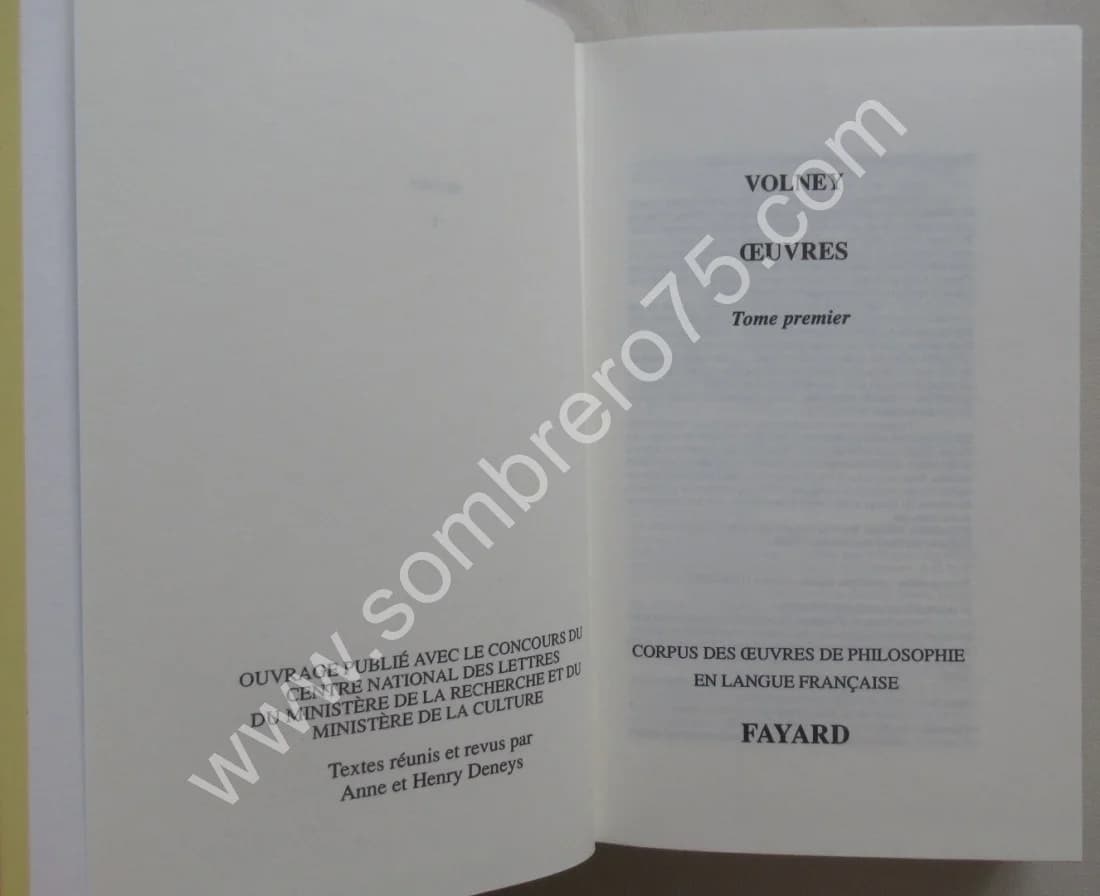 OUVRAGE PUBLIÉ AVEC LE CONCOURS DU
CENTRE NATIONAL DES LETTRES
DU MINISTÈRE DE LA RECHERCHE ET DU
MINISTÈRE DE LA CULTURE
Textes réunis et revus par
Anne et Henry Deneys
VOLNEY
ŒUVRES
Tome premier
CORPUS DES ŒUVRES DE PHILOSOPHIE
EN LANGUE FRANÇAISE
FAYARD
www.sombrero75.com